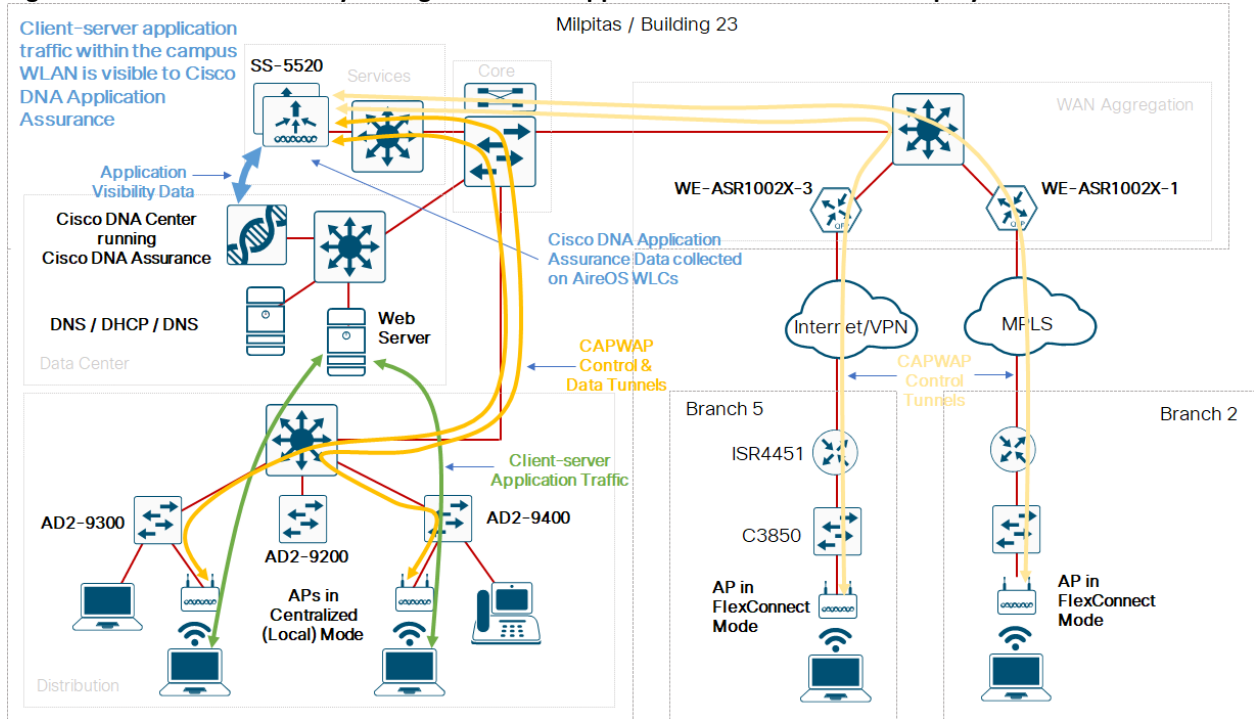 Milpitas / Building 23
Client-server application
traffic within the campus
WLAN is visible to Cisco
DNA Application
Assurance
SS-5520
Services
Core
WAN Aggregation
Application
Visibility Data
WE-ASR1002X-3
WE-ASR1002X-1
Cisco DNA Center
running
Cisco DNA Assurance
Cisco DNA Application
Assurance Data collected
on AireOS WLCs
DNS / DHCP / DNS
Web
Server
Internet/VPN
MPLS
Data Center
CAPWAP
Control &
Data Tunnels
CAPWAP
Control
Tunnels
Branch 5
Branch 2
ISR4451
Client-server
Application Traffic
AD2-9300
AD2-9200
AD2-9400
C3850
APs in
Centralized
(Local) Mode
AP in
FlexConnect
Mode
AP in
FlexConnect
Mode
Distribution